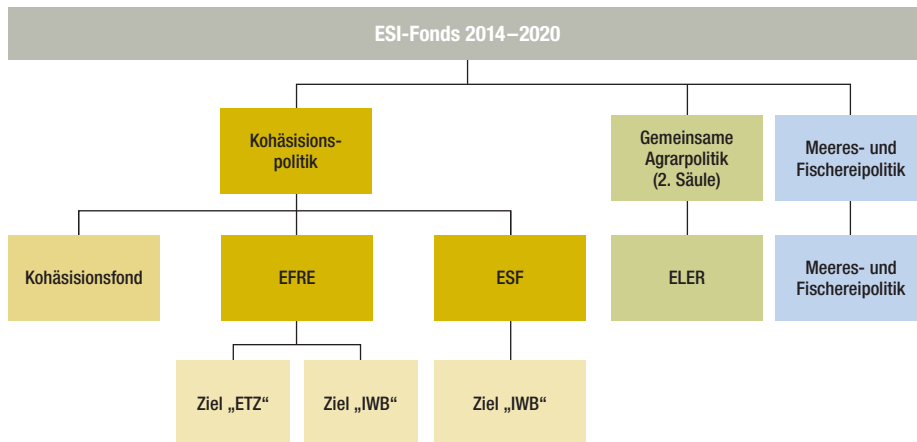 ESI-Fonds 2014–2020
Kohäsisions-
politik
Gemeinsame
Agrarpolitik
(2. Säule)
Meeres- und
Fischereipolitik
Kohäsisionsfond
EFRE
ESF
ELER
Meeres- und
Fischereipolitik
Ziel „ETZ“
Ziel „IWB“
Ziel „IWB“